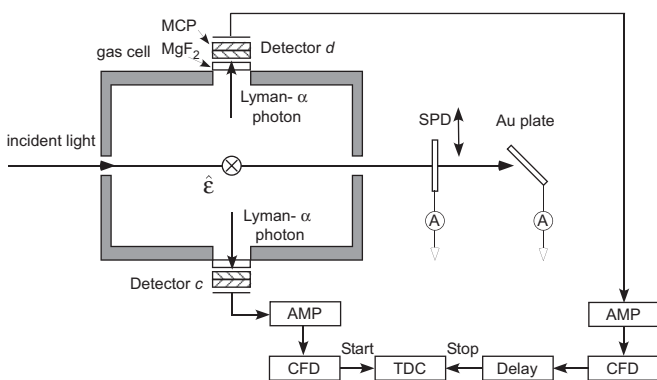 MCP
MgF2
gas cell
Detector d
Lyman- α
photon
incident light
SPD
Au plate
ε̂
A
A
Lyman- α
photon
Detector c
AMP
AMP
Start
Stop
CFD
TDC
Delay
CFD